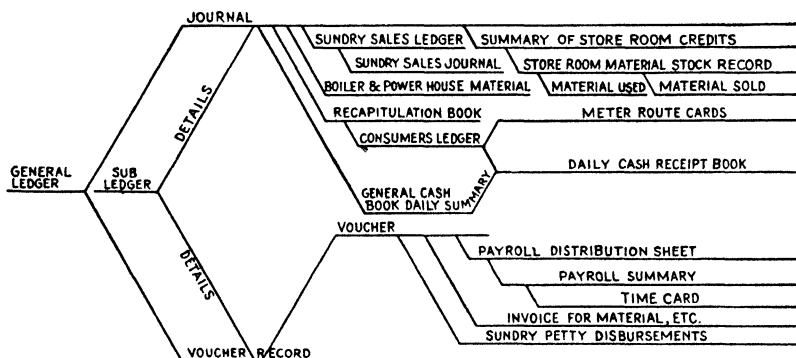 JOURNAL
SUNDRY SALES LEDGER
SUMMARY OF STORE ROOM CREDITS
SUNDRY SALES JOURNAL
STORE ROOM MATERIAL STOCK RECORD
BOILER & POWER HOUSE MATERIAL
MATERIAL USED
MATERIAL SOLD
RECAPITULATION BOOK
METER ROUTE CARDS
CONSUMERS LEDGER
DETAILS
DAILY CASH RECEIPT BOOK
GENERAL
LEDGER
SUB
LEDGER
GENERAL CASH
BOOK DAILY SUMMARY
SUMMARY
VOUCHER
DETAILS
PAYROLL DISTRIBUTION SHEET
PAYROLL SUMMARY
TIME CARD
INVOICE FOR MATERIAL, ETC.
SUNDRY PETTY DISBURSEMENTS
VOUCHER RECORD